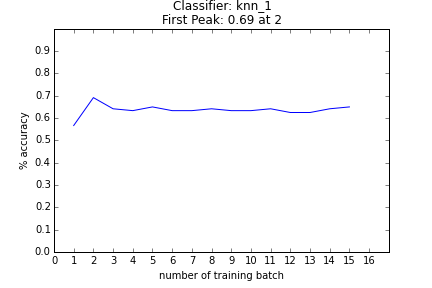 Classifier: knn_1
First Peak: 0.69 at 2
0.9
0.8
0.7
0.6
0.5
0.4
0.3
0.2
0.1
0.0
% accuracy
0 1 2 3 4 5 6 7 8 9 10 11 12 13 14 15 16
number of training batch